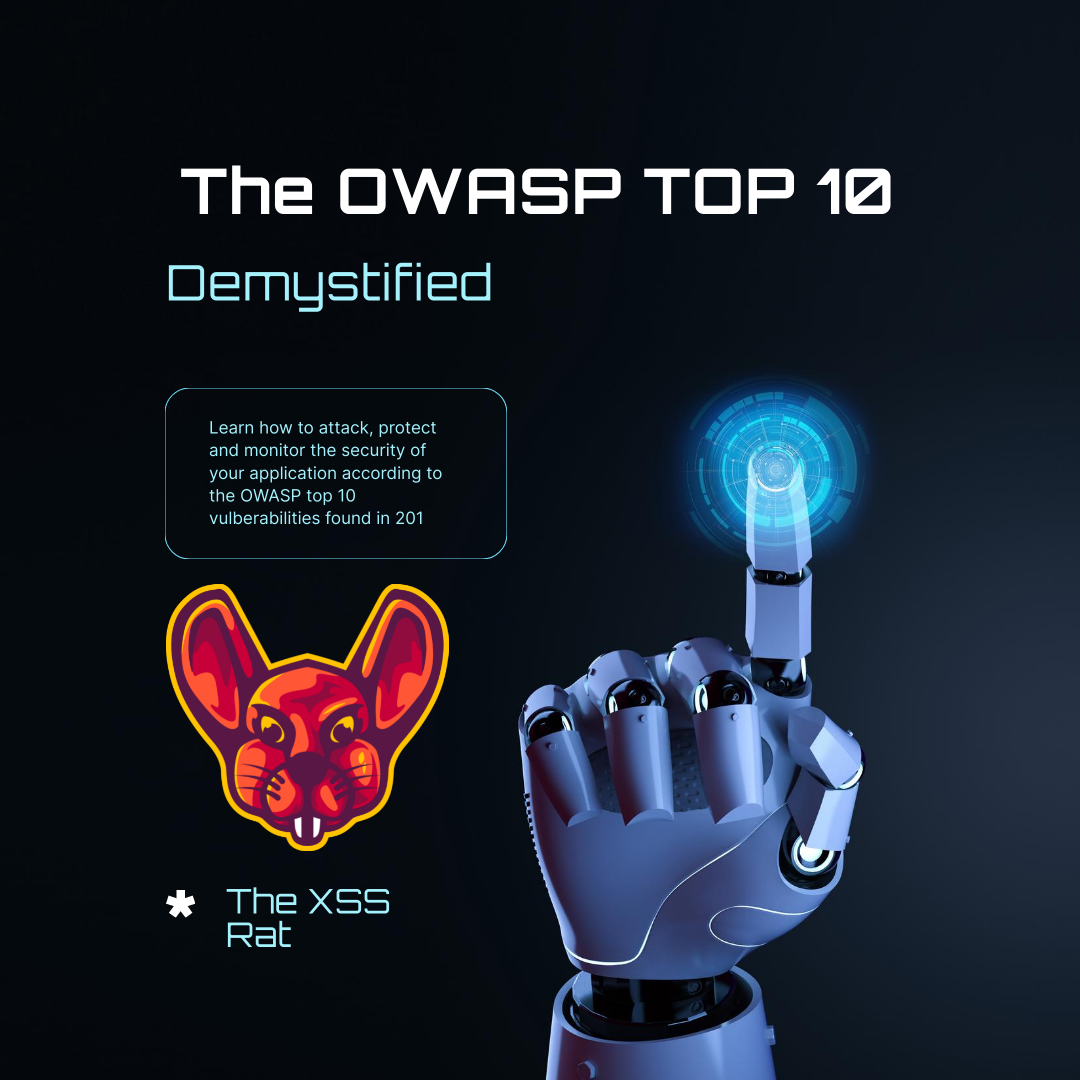 The OWASP TOP 10
Demystified
Learn how to attack, protect
and monitor the security of
your application according to
the OWASP top 10
vulberabilities found in 201
* The XSS
Rat